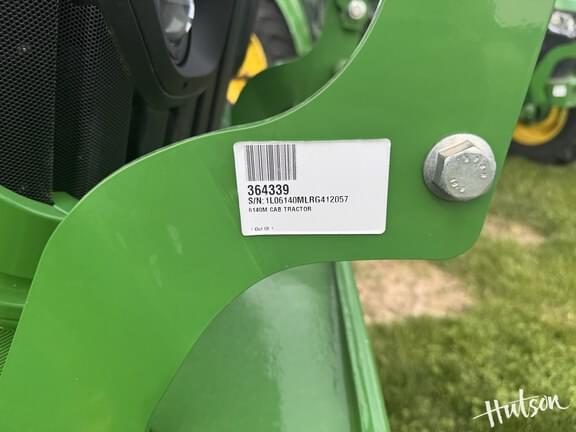 364339
S/N:1L06140MLRG412057
6140M CAB TRACTOR
Hutson